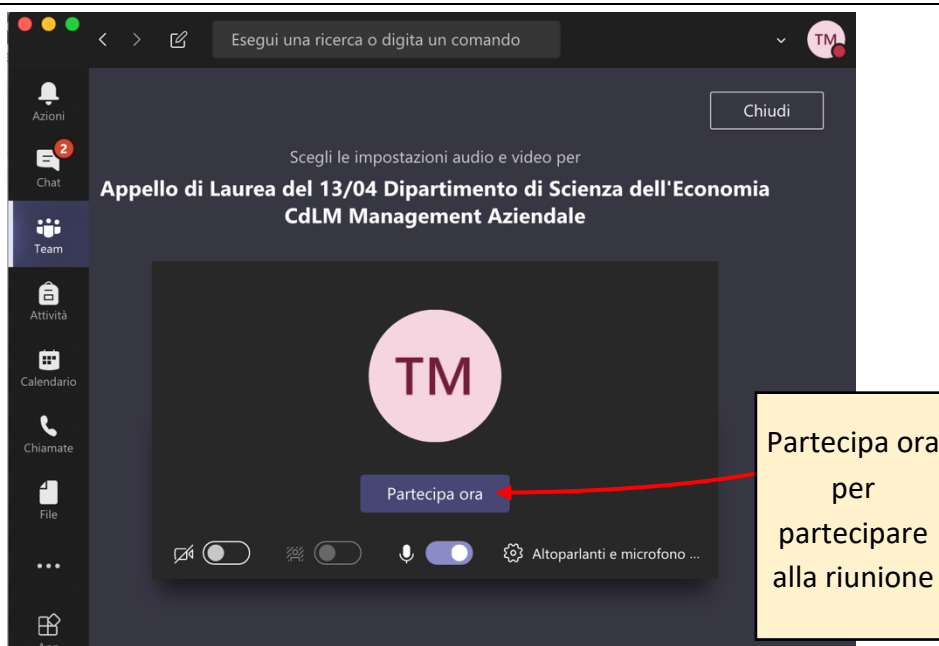 Esegui una ricerca o digita un comando
TM
Azioni
2
Chat
Team
Attività
Calendario
Chiamate
File
Chiudi
Scegli le impostazioni audio e video per
Appello di Laurea del 13/04 Dipartimento di Scienza dell'Economia
CdLM Management Aziendale
TM
Partecipa ora
Altoparlanti e microfono ...
Partecipa ora
per
partecipare
alla riunione